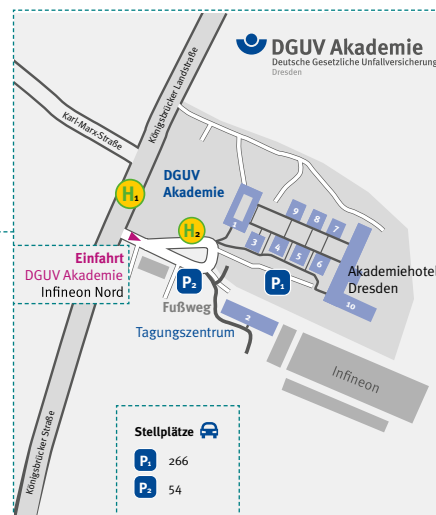 DGUV Akademie
Deutsche Gesetzliche Unfallversicherung
Dresden
Königsbrücker Landstraße
Karl-Marx-Straße
DGUV
Akademie
H1
H2
9
8
7
3
4
5
6
Einfahrt
DGUV Akademie
Infineon Nord
Akademiehotel
Dresden
P2
P1
10
Fußweg
2
Tagungszentrum
Infineon
Königsbrücker Straße
Stellplätze
P1 266
P2 54